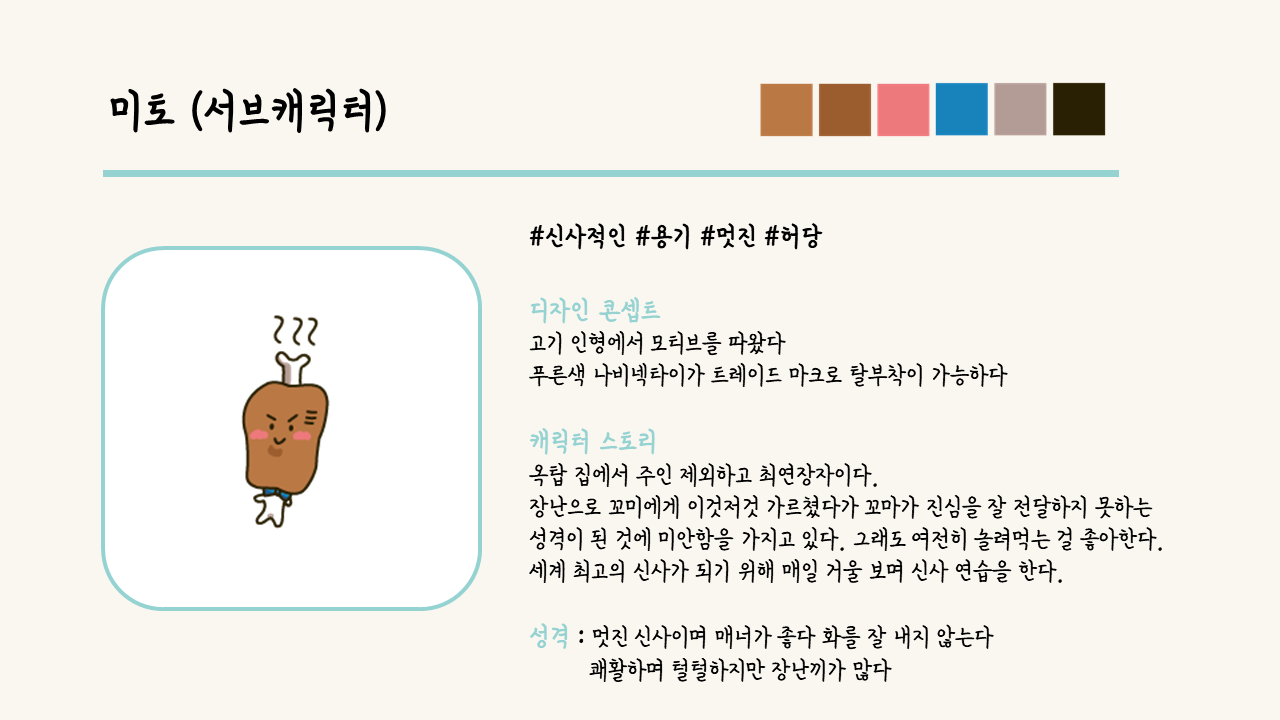 미토 (서브캐릭터)
#신사적인 #용기 #멋진 #허당
디자인 콘셉트
고기 인형에서 모티브를 따왔다
푸른색 나비넥타이가 트레이드 마크로 탈부착이 가능하다
캐릭터 스토리
옥탑 집에서 주인 제외하고 최연장자이다.
장난으로 꼬미에게 이것저것 가르쳤다가 꼬마가 진심을 잘 전달하지 못하는
성격이 된 것에 미안함을 가지고 있다. 그래도 여전히 놀려먹는 걸 좋아한다.
세계 최고의 신사가 되기 위해 매일 거울 보며 신사 연습을 한다.
성격 : 멋진 신사이며 매너가 좋다 화를 잘 내지 않는다
쾌활하며 털털하지만 장난끼가 많다